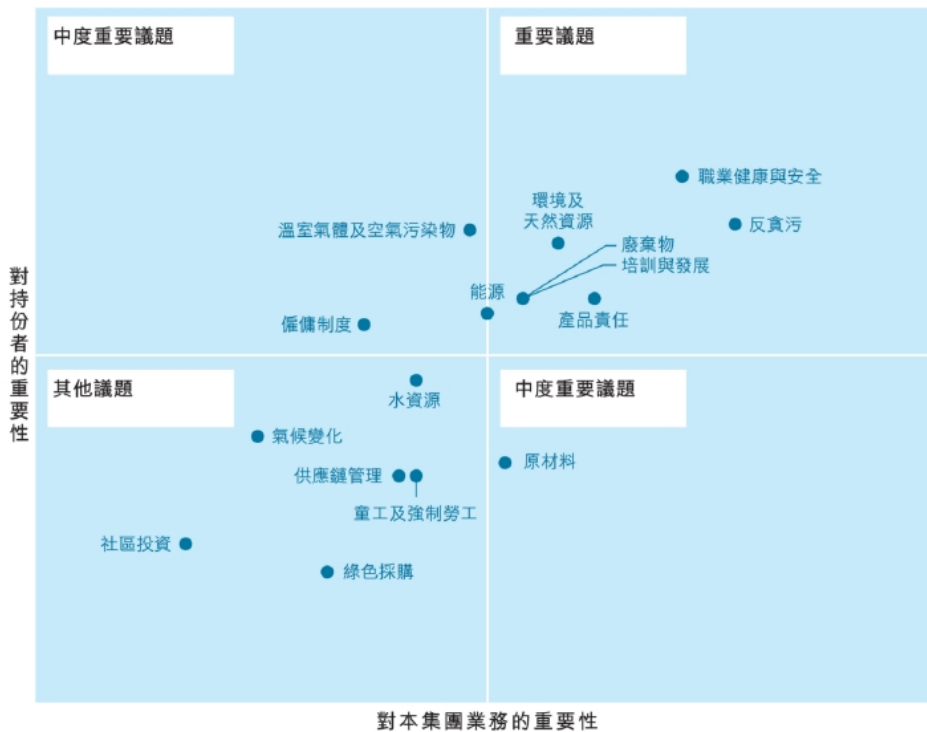 中度重要議題
重要議題
職業健康與安全
環境及
天然資源
反貪污
溫室氣體及空氣污染物
廢棄物
培訓與發展
能源
產品責任
僱傭制度
對持份者的重要性
其他議題
中度重要議題
水資源
氣候變化
原材料
供應鏈管理
童工及強制勞工
社區投資
綠色採購
對本集團業務的重要性